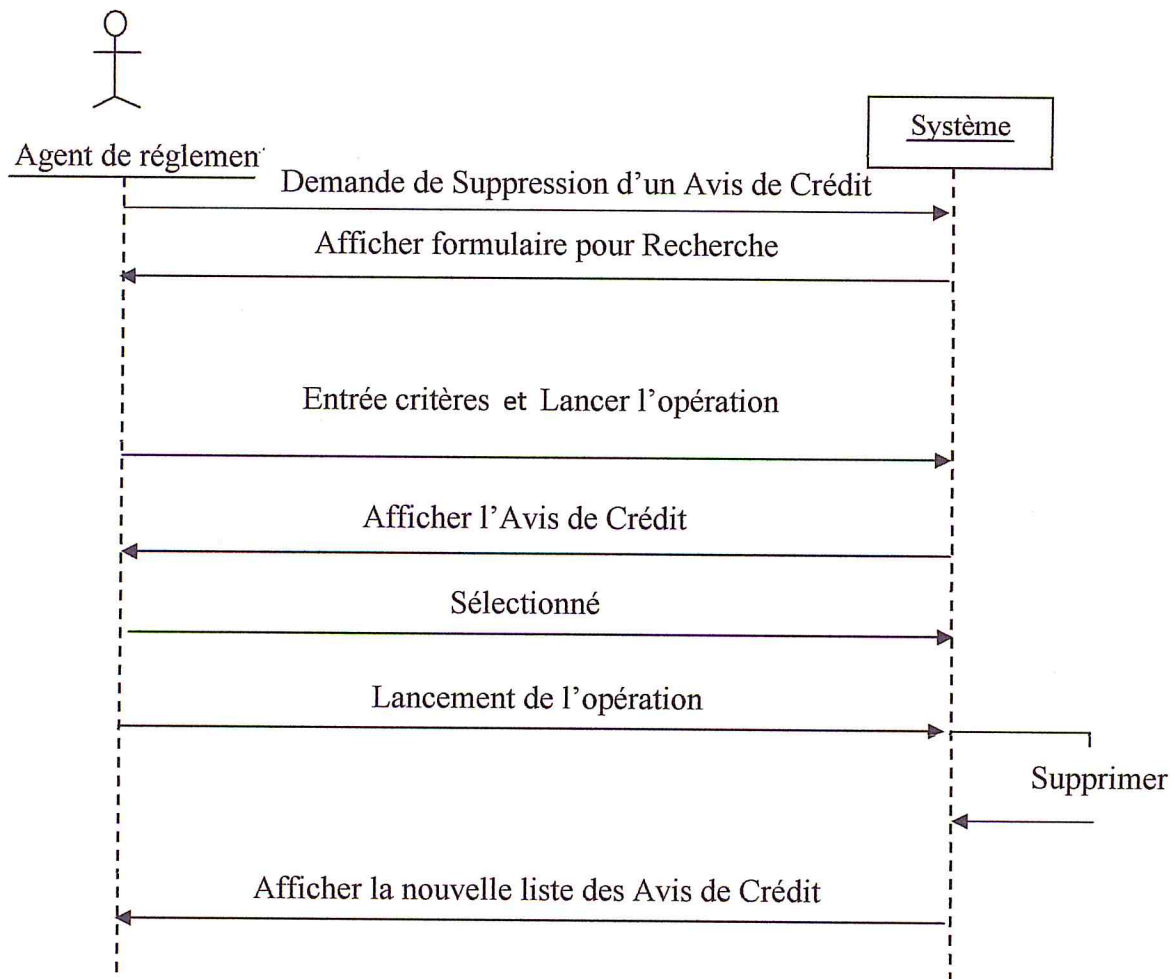 Système
Agent de réglemen
Demande de Suppression d'un Avis de Crédit
Afficher formulaire pour Recherche
Entrée critères et Lancer l'opération
Afficher l'Avis de Crédit
Sélectionné
Lancement de l'opération
Supprimer
Afficher la nouvelle liste des Avis de Crédit